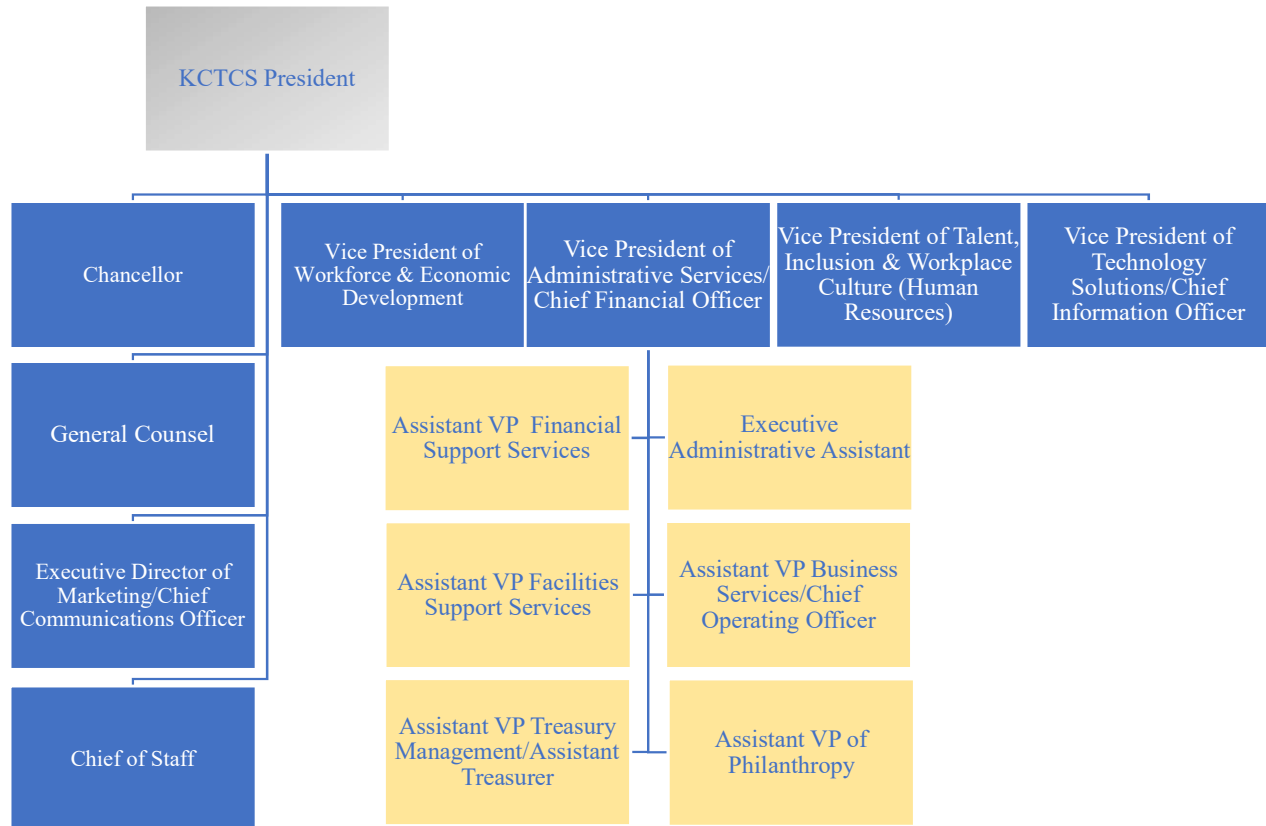 KCTCS President
Chancellor
Vice President of
Workforce & Economic
Development
Vice President of
Administrative Services/
Chief Financial Officer
Vice President of Talent,
Inclusion & Workplace
Culture (Human
Resources)
Vice President of
Technology
Solutions/Chief
Information Officer
General Counsel
Assistant VP Financial
Support Services
Executive
Administrative Assistant
Executive Director of
Marketing/Chief
Communications Officer
Assistant VP Facilities
Support Services
Assistant VP Business
Services/Chief
Operating Officer
Chief of Staff
Assistant VP Treasury
Management/Assistant
Treasurer
Assistant VP of
Philanthropy